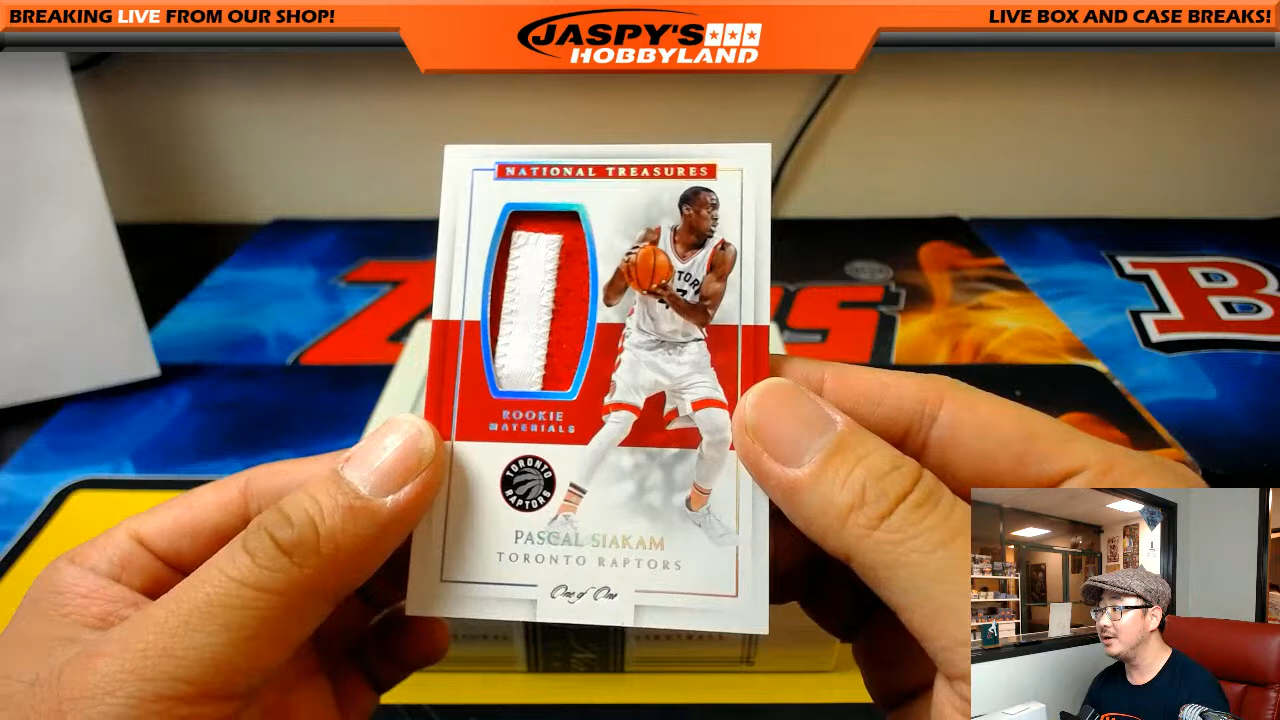 BREAKING LIVE FROM OUR SHOP!
JASPY'S
HOBBYLAND
LIVE BOX AND CASE BREAKS!
NATIONAL TREASURES
ROOKIE
MATERIALS
TORONTO
RAPTORS
PASCAL SIAKAM
TORONTO RAPTORS
One of One
B